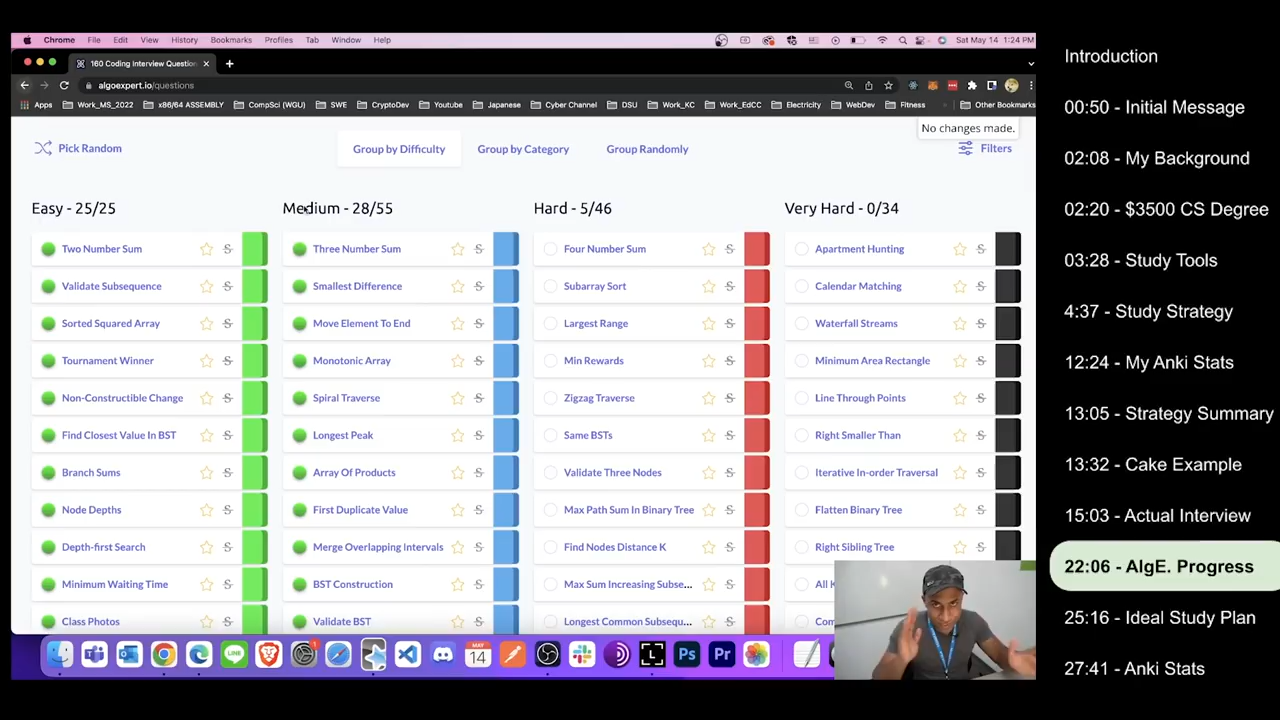 Chrome File Edit View History Bookmarks Profiles Tab Window Help Sat May 14 1:24 PM
160 Coding Interview Question
algoexpert.io/questions
Apps Work_MS_2022 x86/64 ASSEMBLY CompSci (WGU) SWE CryptoDev Youtube Japanese Cyber Channel DSU Work_KC Work_EdCC Electricity WebDev Fitness Other Bookmarks
No changes made.
Pick Random Group by Difficulty Group by Category Group Randomly Filters
Easy - 25/25
Two Number Sum
Validate Subsequence
Sorted Squared Array
Tournament Winner
Non-Constructible Change
Find Closest Value In BST
Branch Sums
Node Depths
Depth-first Search
Minimum Waiting Time
Class Photos
Medium - 28/55
Three Number Sum
Smallest Difference
Move Element To End
Monotonic Array
Spiral Traverse
Longest Peak
Array Of Products
First Duplicate Value
Merge Overlapping Intervals
BST Construction
Validate BST
Hard - 5/46
Four Number Sum
Subarray Sort
Largest Range
Min Rewards
Zigzag Traverse
Same BSTs
Validate Three Nodes
Max Path Sum In Binary Tree
Find Nodes Distance K
Max Sum Increasing Subse...
Longest Common Subsequ...
Very Hard - 0/34
Apartment Hunting
Calendar Matching
Waterfall Streams
Minimum Area Rectangle
Line Through Points
Right Smaller Than
Iterative In-order Traversal
Flatten Binary Tree
Right Sibling Tree
All K
Com
LINE
MAY
14
Ps
Pr
Introduction
00:50 - Initial Message
02:08 - My Background
02:20 - $3500 CS Degree
03:28 - Study Tools
4:37 - Study Strategy
12:24 - My Anki Stats
13:05 - Strategy Summary
13:32 - Cake Example
15:03 - Actual Interview
22:06 - AlgE. Progress
25:16 - Ideal Study Plan
27:41 - Anki Stats